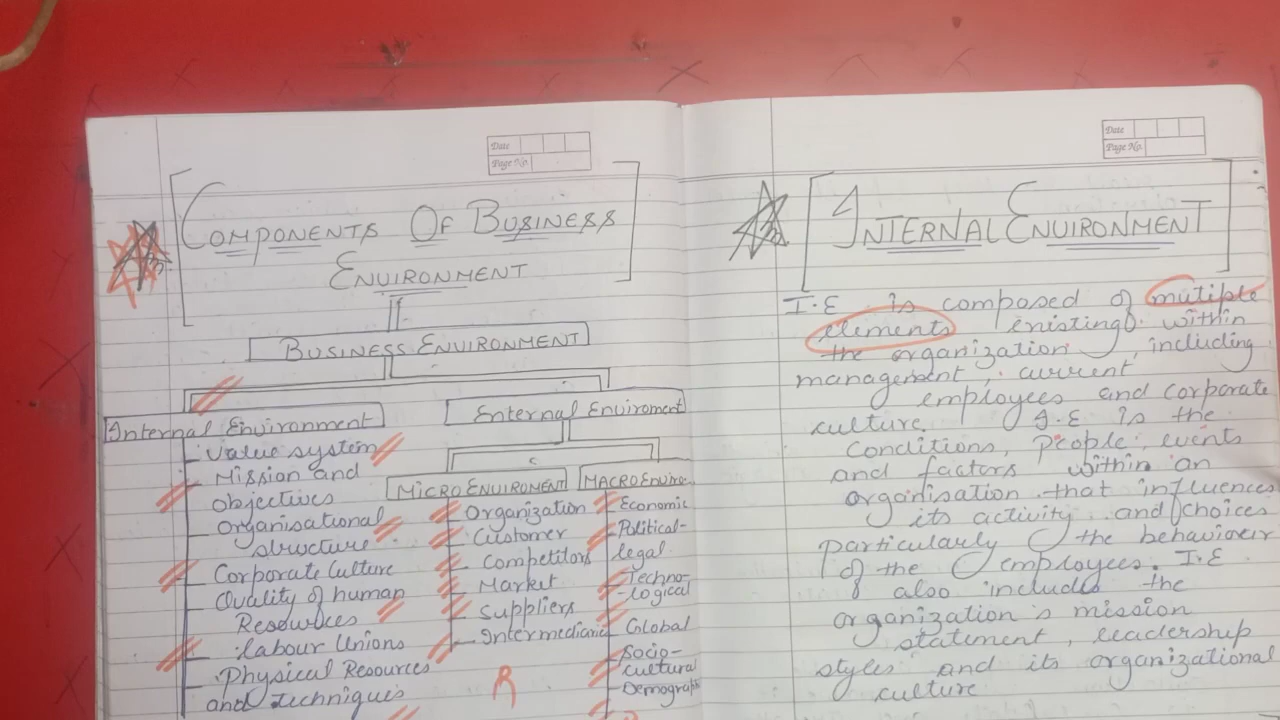 Date
Page No.
COMPONENTS OF BUSINESS
ENVIRONMENT
BUSINESS ENVIRONMENT
Internal Environment
External Enviroment
Value system
Mission and
objectives
Organisational
structure
Corporate Culture
Quality of human
Resources
Labour Unions
Physical Resources
and Techniques
MICRO ENVIROMENT
Organization
Customer
Competitors
Market
Suppliers
Intermediaries
MACRO Enviro
Economic
Political-
legal
Techno-
-logical
Global
Socio-
cultural
Demograph
Date
Page No.
INTERNAL ENVIRONMENT
I.E is composed of mutiple
elements existing within
the organization, including
management, current
employees and corporate
culture. I.E is the
Conditions, people, events
and factors within an
organisation that influences
its activity and choices
particularly the behaviour
of the employees. I.E
also includes the
organization's mission
statement, leadership
styles and its organizational
culture